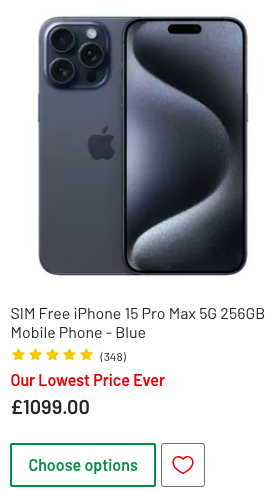 SIM Free iPhone 15 Pro Max 5G 256GB
Mobile Phone - Blue
(348)
Our Lowest Price Ever
£1099.00
Choose options